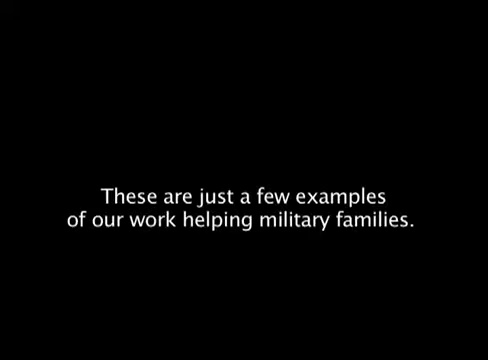 These are just a few examples
of our work helping military families.